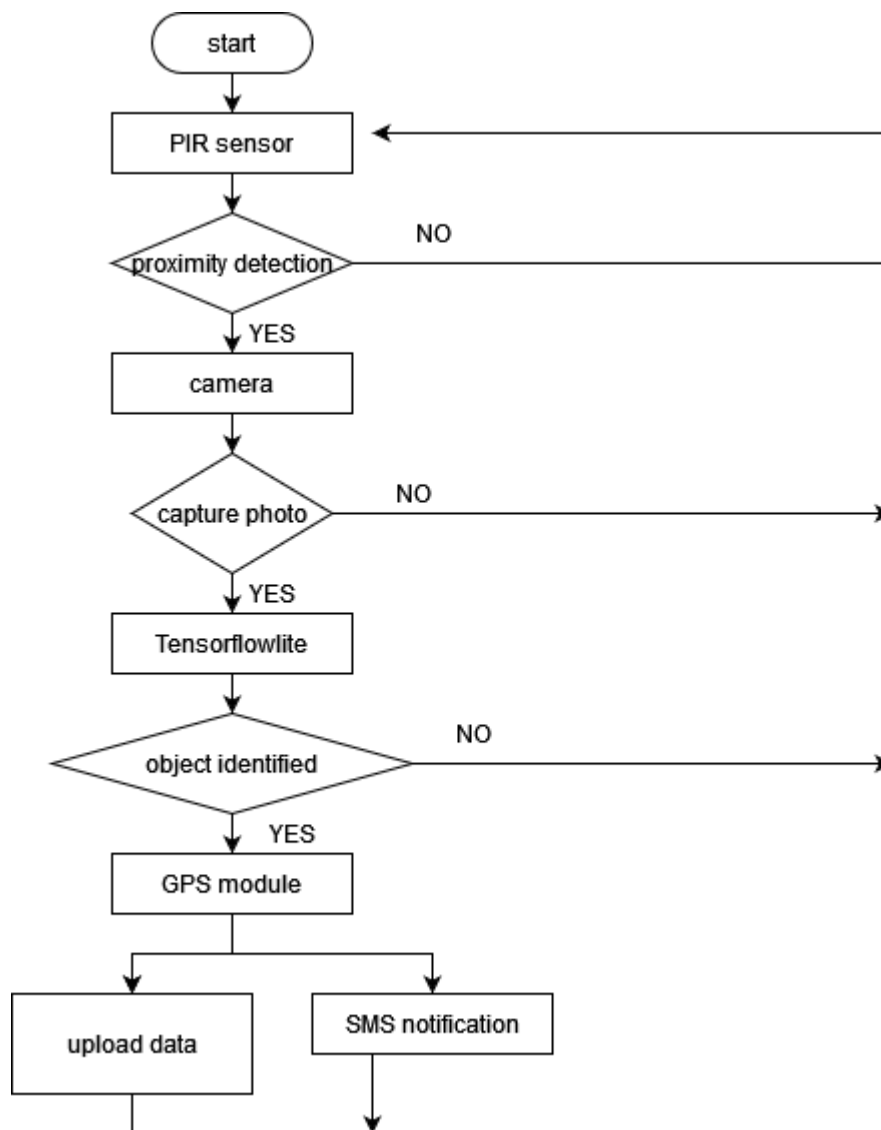 start
PIR sensor
proximity detection
NO
YES
camera
capture photo
NO
YES
Tensorflowlite
object identified
NO
YES
GPS module
upload data
SMS notification